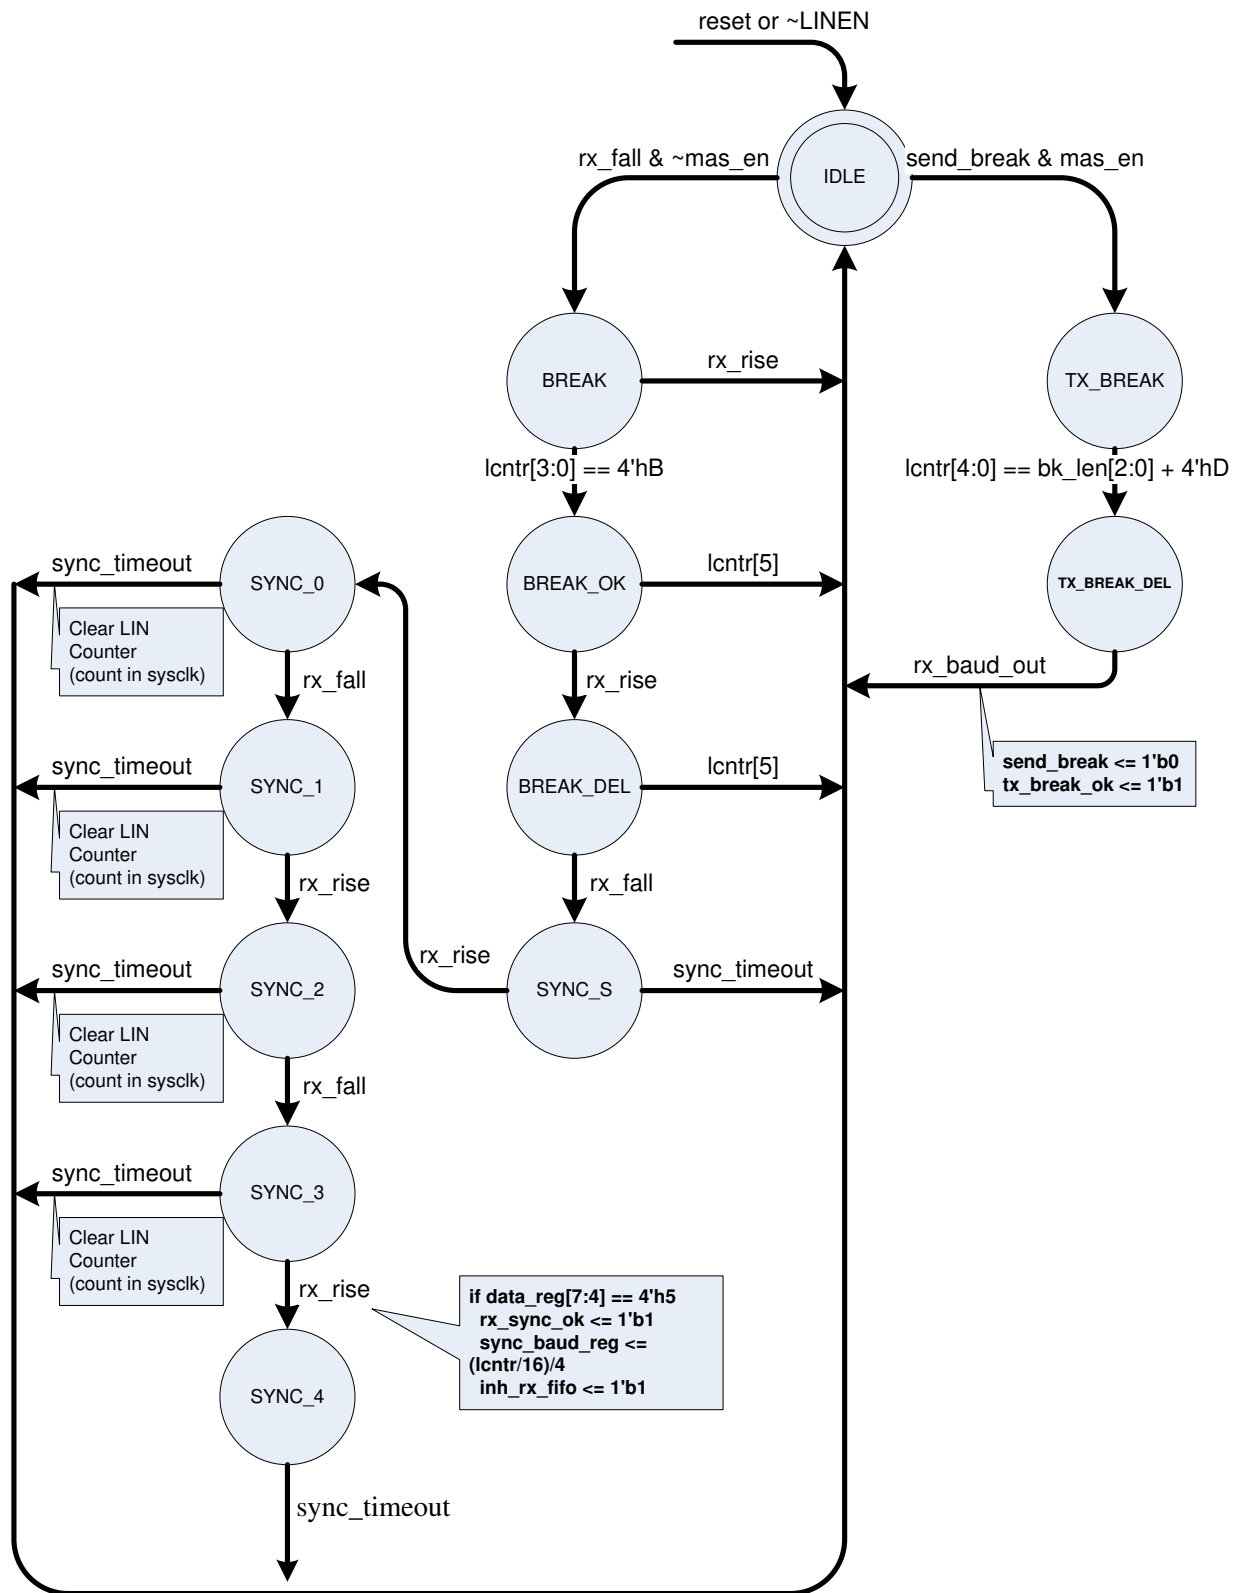 reset or ~LINEN
rx_fall & ~mas_en
send_break & mas_en
IDLE
BREAK
rx_rise
TX_BREAK
lcntr[3:0] == 4'hB
lcntr[4:0] == bk_len[2:0] + 4'hD
sync_timeout
SYNC_0
BREAK_OK
lcntr[5]
TX_BREAK_DEL
Clear LIN
Counter
(count in sysclk)
rx_fall
rx_rise
rx_baud_out
sync_timeout
SYNC_1
BREAK_DEL
lcntr[5]
send_break <= 1'b0
tx_break_ok <= 1'b1
Clear LIN
Counter
(count in sysclk)
rx_rise
rx_fall
rx_rise
sync_timeout
SYNC_2
SYNC_S
sync_timeout
Clear LIN
Counter
(count in sysclk)
rx_fall
sync_timeout
SYNC_3
Clear LIN
Counter
(count in sysclk)
rx_rise
if data_reg[7:4] == 4'h5
rx_sync_ok <= 1'b1
sync_baud_reg <=
(lcntr/16)/4
inh_rx_fifo <= 1'b1
SYNC_4
sync_timeout